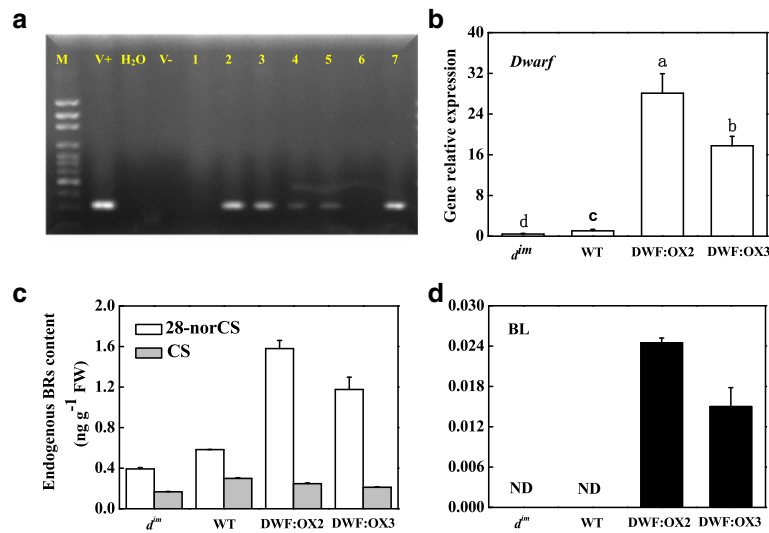 a
M V+ H₂O V- 1 2 3 4 5 6 7
b
Gene relative expression
40
32
24
16
8
0
Dwarf
d
c
a
b
d^im WT DWF:OX2 DWF:OX3
c
Endogenous BRs content
(ng g⁻¹ FW)
2.0
1.6
1.2
0.8
0.4
0.0
28-norCS
CS
d^im WT DWF:OX2 DWF:OX3
d
0.030
0.024
0.018
0.012
0.006
0.000
BL
ND ND
d^im WT DWF:OX2 DWF:OX3